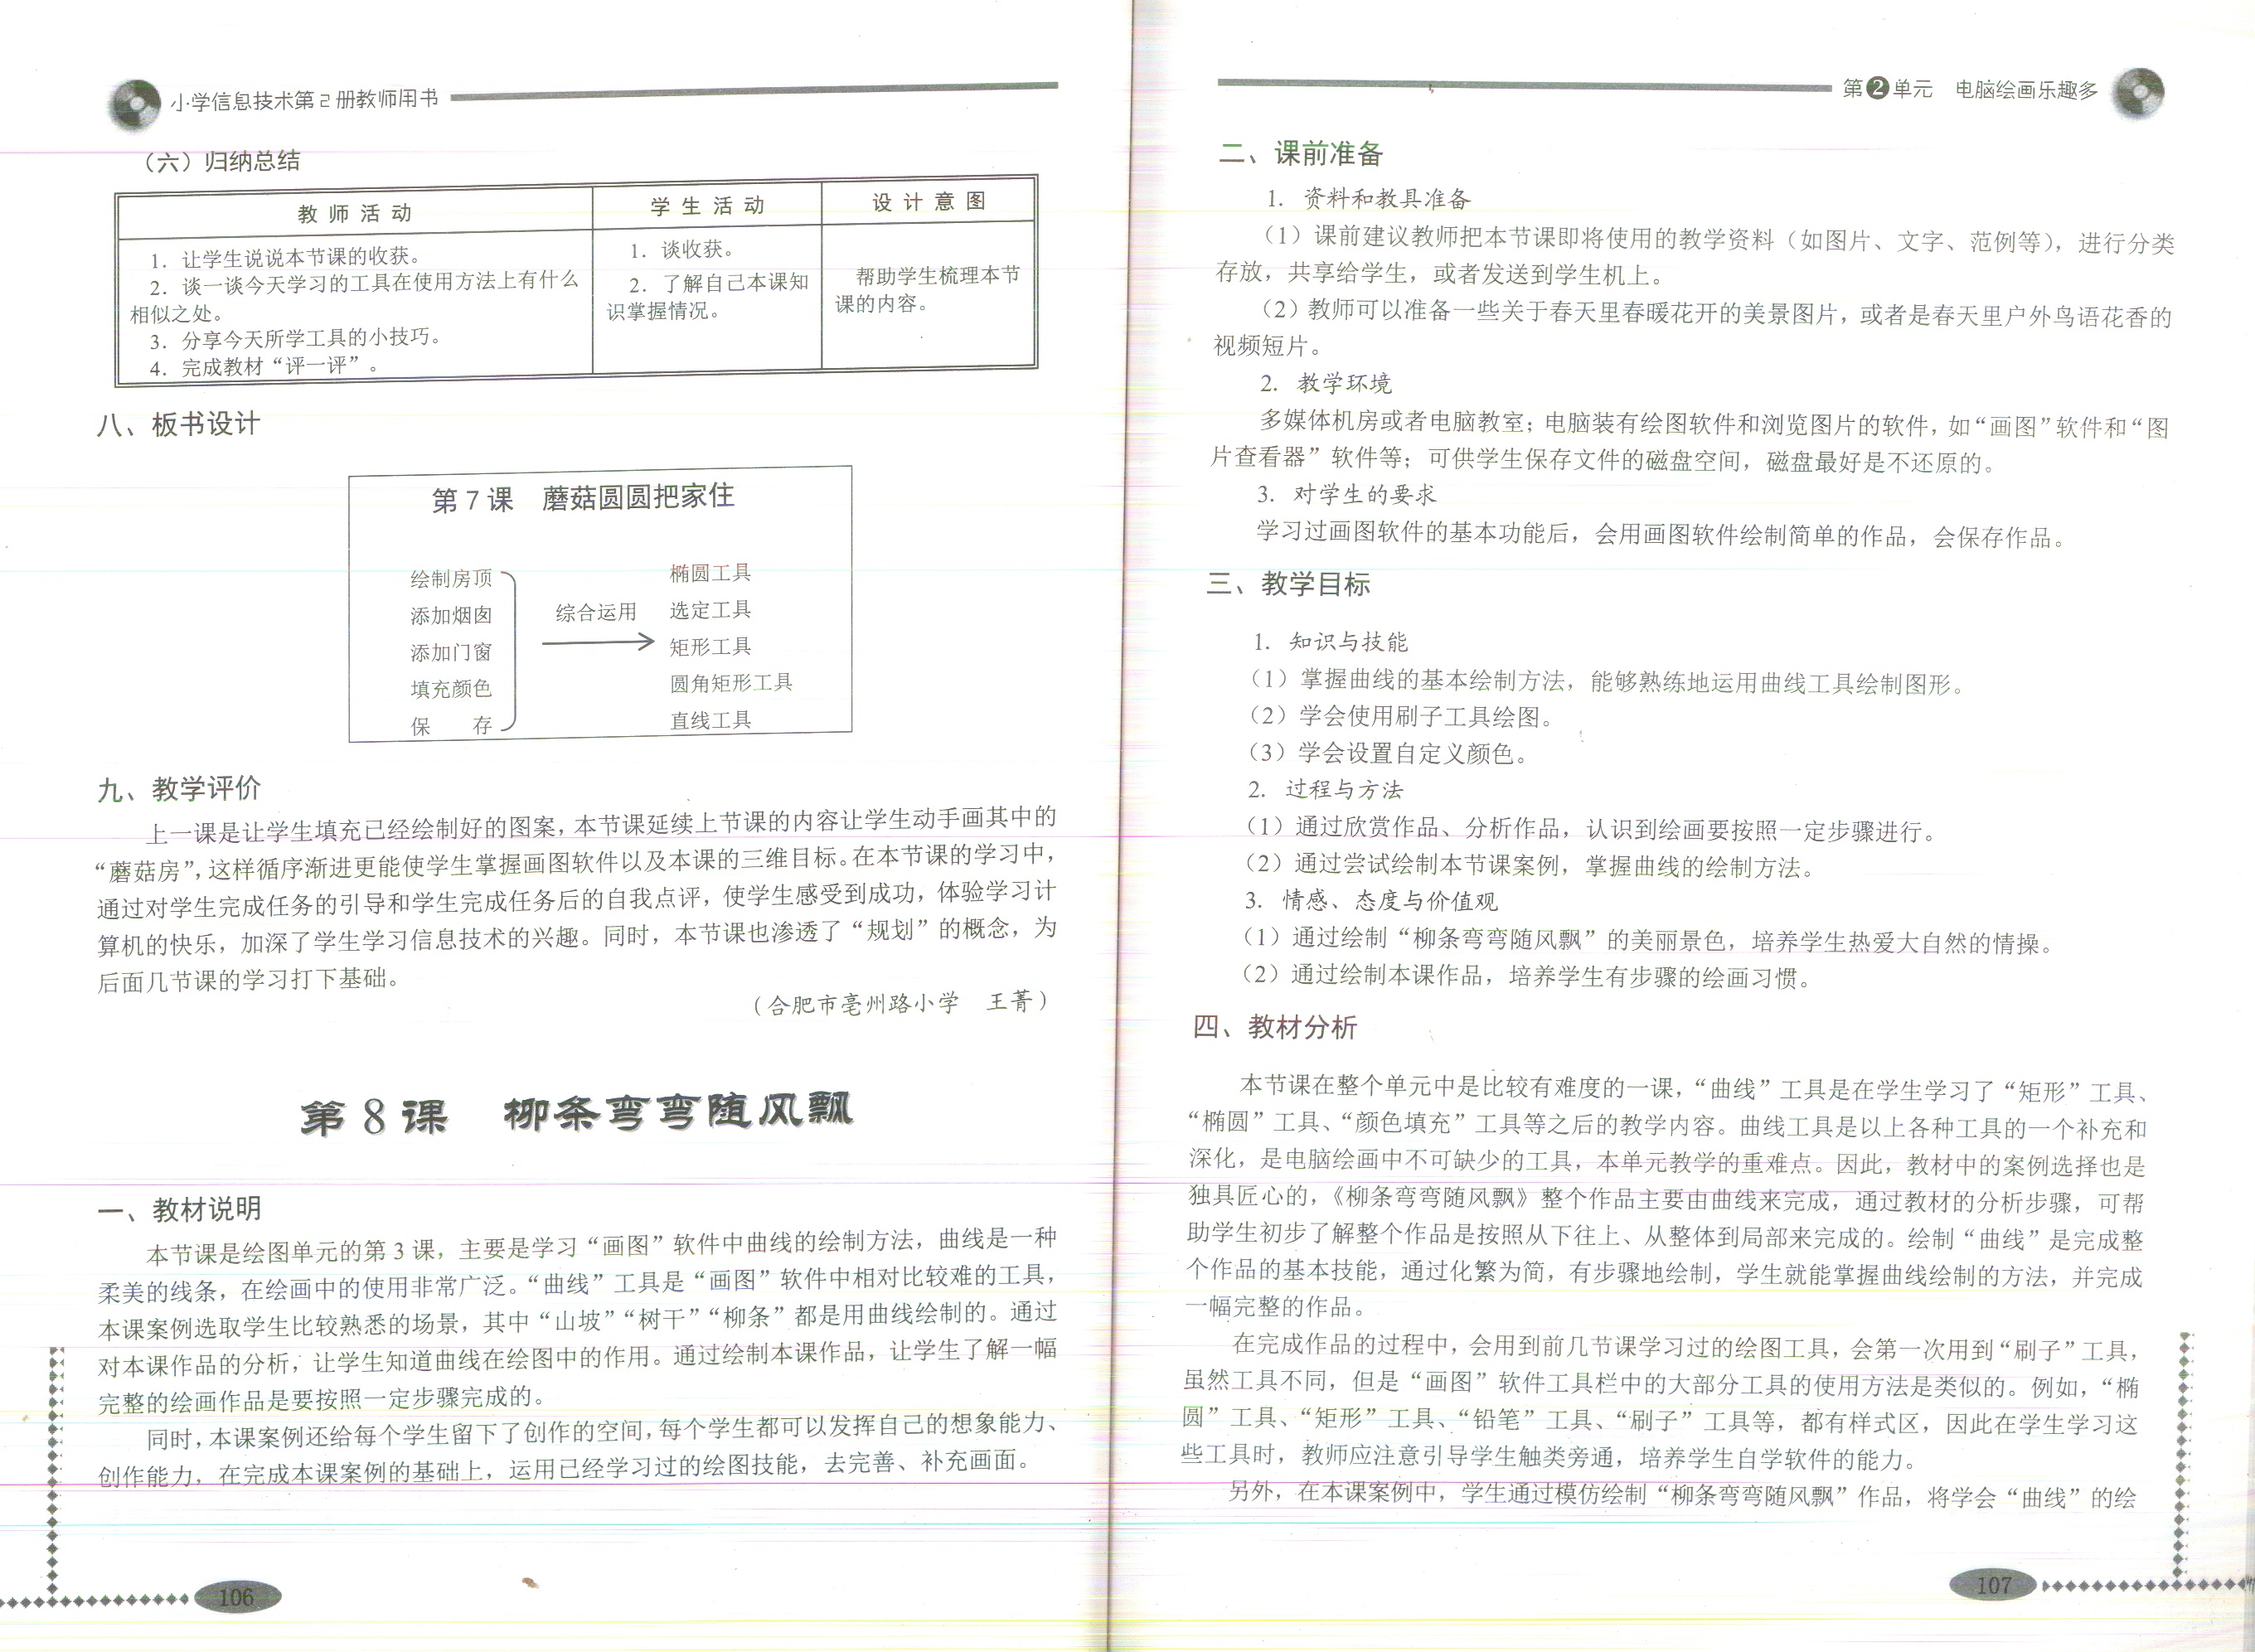 小学信息技术第2册教师用书
（六）归纳总结
教师活动
学生活动
设计意图
1．让学生说说本节课的收获。
2．谈一谈今天学习的工具在使用方法上有什么
相似之处。
3．分享今天所学工具的小技巧。
4．完成教材“评一评”。
1．谈收获。
2．了解自己本课知
识掌握情况。
帮助学生梳理本节
课的内容。
八、板书设计
第7课　蘑菇圆圆把家住
绘制房顶
添加烟囱
添加门窗
填充颜色
保　　存
综合运用
椭圆工具
选定工具
矩形工具
圆角矩形工具
直线工具
九、教学评价
上一课是让学生填充已经绘制好的图案，本节课延续上节课的内容让学生动手画其中的
“蘑菇房”，这样循序渐进更能使学生掌握画图软件以及本课的三维目标。在本节课的学习中，
通过对学生完成任务的引导和学生完成任务后的自我点评，使学生感受到成功，体验学习计
算机的快乐，加深了学生学习信息技术的兴趣。同时，本节课也渗透了“规划”的概念，为
后面几节课的学习打下基础。
（合肥市亳州路小学　王菁）
第8课　柳条弯弯随风飘
一、教材说明
本节课是绘图单元的第3课，主要是学习“画图”软件中曲线的绘制方法，曲线是一种
柔美的线条，在绘画中的使用非常广泛。“曲线”工具是“画图”软件中相对比较难的工具，
本课案例选取学生比较熟悉的场景，其中“山坡”“树干”“柳条”都是用曲线绘制的。通过
对本课作品的分析，让学生知道曲线在绘图中的作用。通过绘制本课作品，让学生了解一幅
完整的绘画作品是要按照一定步骤完成的。
同时，本课案例还给每个学生留下了创作的空间，每个学生都可以发挥自己的想象能力、
创作能力，在完成本课案例的基础上，运用已经学习过的绘图技能，去完善、补充画面。
106
第2单元　电脑绘画乐趣多
二、课前准备
1．资料和教具准备
（1）课前建议教师把本节课即将使用的教学资料（如图片、文字、范例等），进行分类
存放，共享给学生，或者发送到学生机上。
（2）教师可以准备一些关于春天里春暖花开的美景图片，或者是春天里户外鸟语花香的
视频短片。
2．教学环境
多媒体机房或者电脑教室；电脑装有绘图软件和浏览图片的软件，如“画图”软件和“图
片查看器”软件等；可供学生保存文件的磁盘空间，磁盘最好是不还原的。
3．对学生的要求
学习过画图软件的基本功能后，会用画图软件绘制简单的作品，会保存作品。
三、教学目标
1．知识与技能
（1）掌握曲线的基本绘制方法，能够熟练地运用曲线工具绘制图形。
（2）学会使用刷子工具绘图。
（3）学会设置自定义颜色。
2．过程与方法
（1）通过欣赏作品、分析作品，认识到绘画要按照一定步骤进行。
（2）通过尝试绘制本节课案例，掌握曲线的绘制方法。
3．情感、态度与价值观
（1）通过绘制“柳条弯弯随风飘”的美丽景色，培养学生热爱大自然的情操。
（2）通过绘制本课作品，培养学生有步骤的绘画习惯。
四、教材分析
本节课在整个单元中是比较有难度的一课，“曲线”工具是在学生学习了“矩形”工具、
“椭圆”工具、“颜色填充”工具等之后的教学内容。曲线工具是以上各种工具的一个补充和
深化，是电脑绘画中不可缺少的工具，本单元教学的重难点。因此，教材中的案例选择也是
独具匠心的，《柳条弯弯随风飘》整个作品主要由曲线来完成，通过教材的分析步骤，可帮
助学生初步了解整个作品是按照从下往上、从整体到局部来完成的。绘制“曲线”是完成整
个作品的基本技能，通过化繁为简，有步骤地绘制，学生就能掌握曲线绘制的方法，并完成
一幅完整的作品。
在完成作品的过程中，会用到前几节课学习过的绘图工具，会第一次用到“刷子”工具，
虽然工具不同，但是“画图”软件工具栏中的大部分工具的使用方法是类似的。例如，“椭
圆”工具、“矩形”工具、“铅笔”工具、“刷子”工具等，都有样式区，因此在学生学习这
些工具时，教师应注意引导学生触类旁通，培养学生自学软件的能力。
另外，在本课案例中，学生通过模仿绘制“柳条弯弯随风飘”作品，将学会“曲线”的绘
107